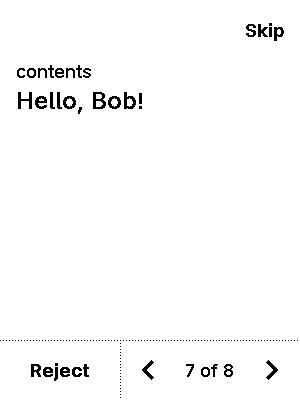 Skip
contents
Hello, Bob!
Reject
7 of 8